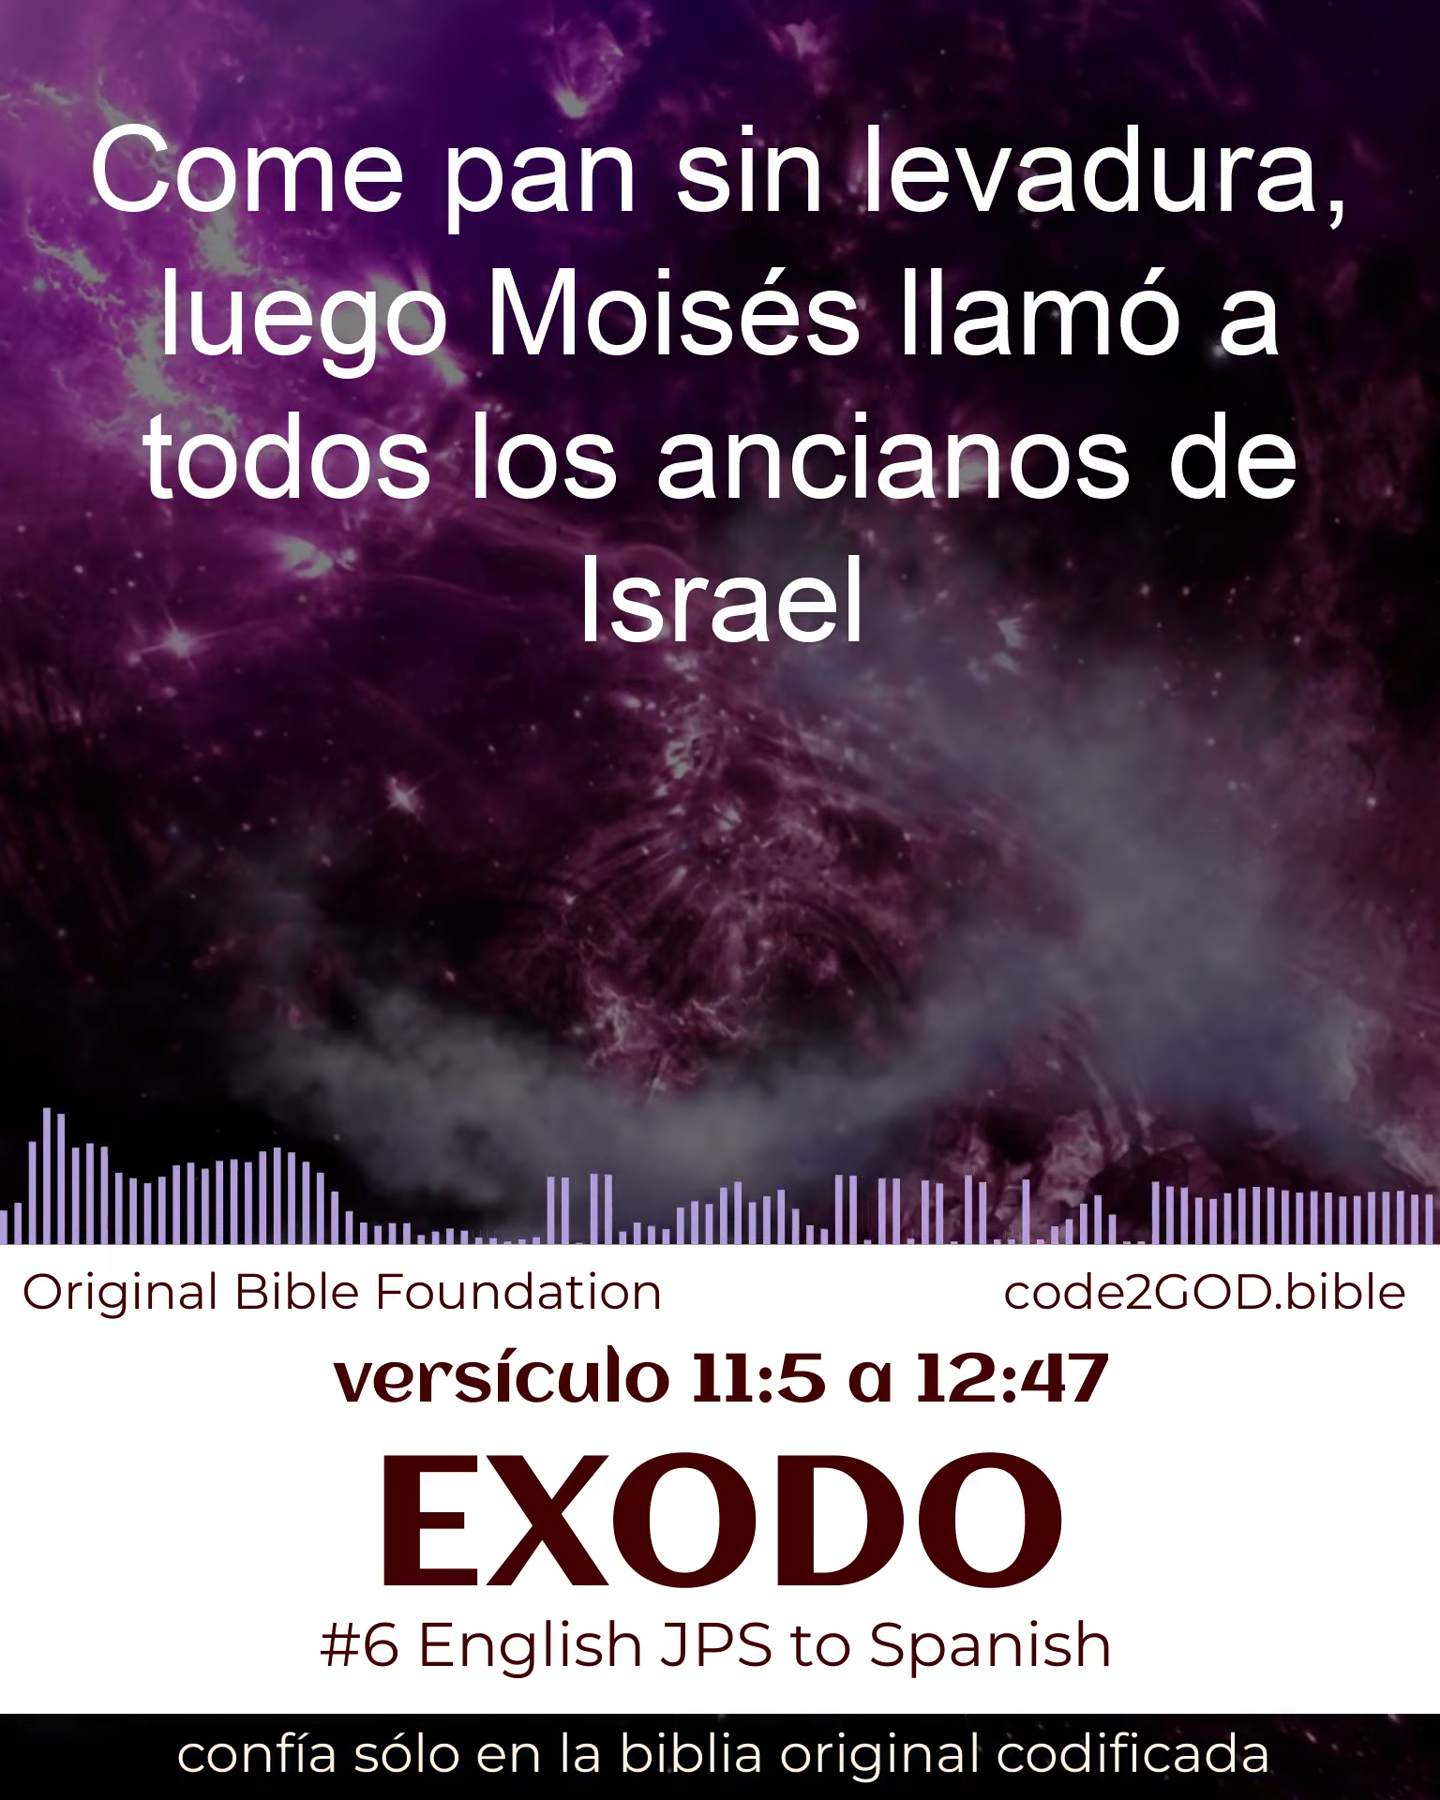 Come pan sin levadura,
luego Moisés llamó a
todos los ancianos de
Israel
Original Bible Foundation
code2GOD.bible
versículo 11:5 a 12:47
EXODO
#6 English JPS to Spanish
confía sólo en la biblia original codificada